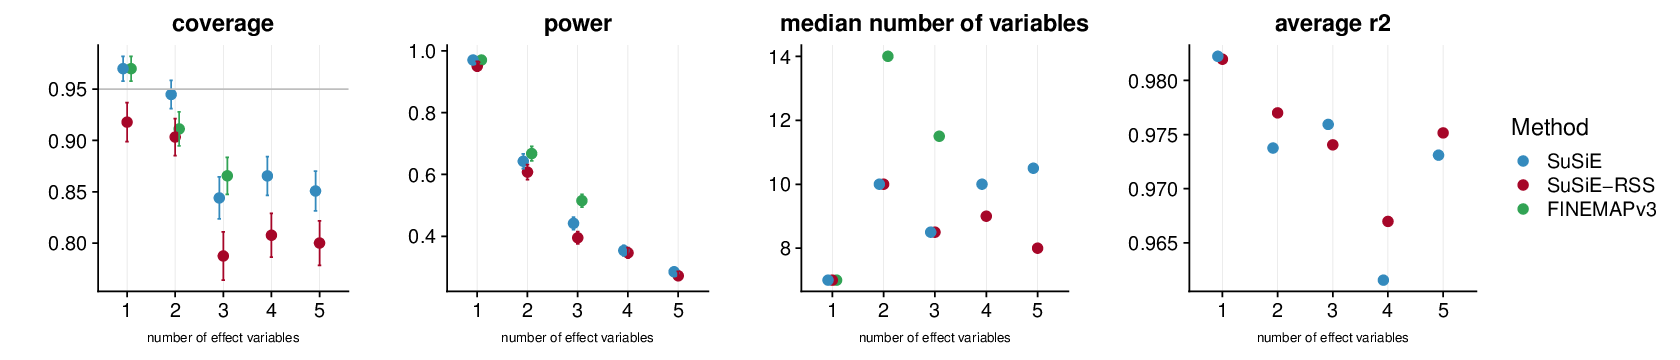 coverage
0.95
0.90
0.85
0.80
1 2 3 4 5
number of effect variables
power
1.0
0.8
0.6
0.4
1 2 3 4 5
number of effect variables
median number of variables
14
12
10
8
1 2 3 4 5
number of effect variables
average r2
0.980
0.975
0.970
0.965
1 2 3 4 5
number of effect variables
Method
SuSiE
SuSiE−RSS
FINEMAPv3